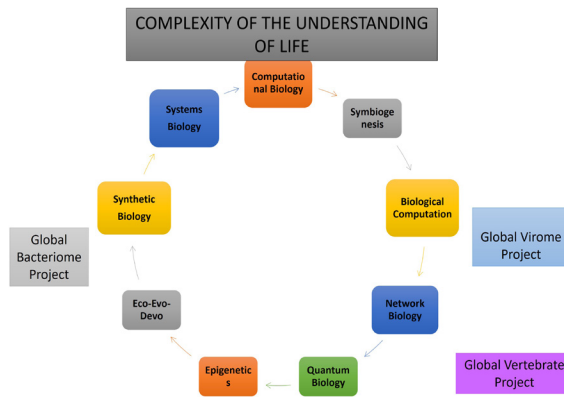 COMPLEXITY OF THE UNDERSTANDING
OF LIFE
Computatio
nal Biology
Symbioge
nesis
Biological
Computation
Network
Biology
Quantum
Biology
Epigenetic
s
Eco-Evo-
Devo
Synthetic
Biology
Systems
Biology
Global
Bacteriome
Project
Global Virome
Project
Global Vertebrate
Project